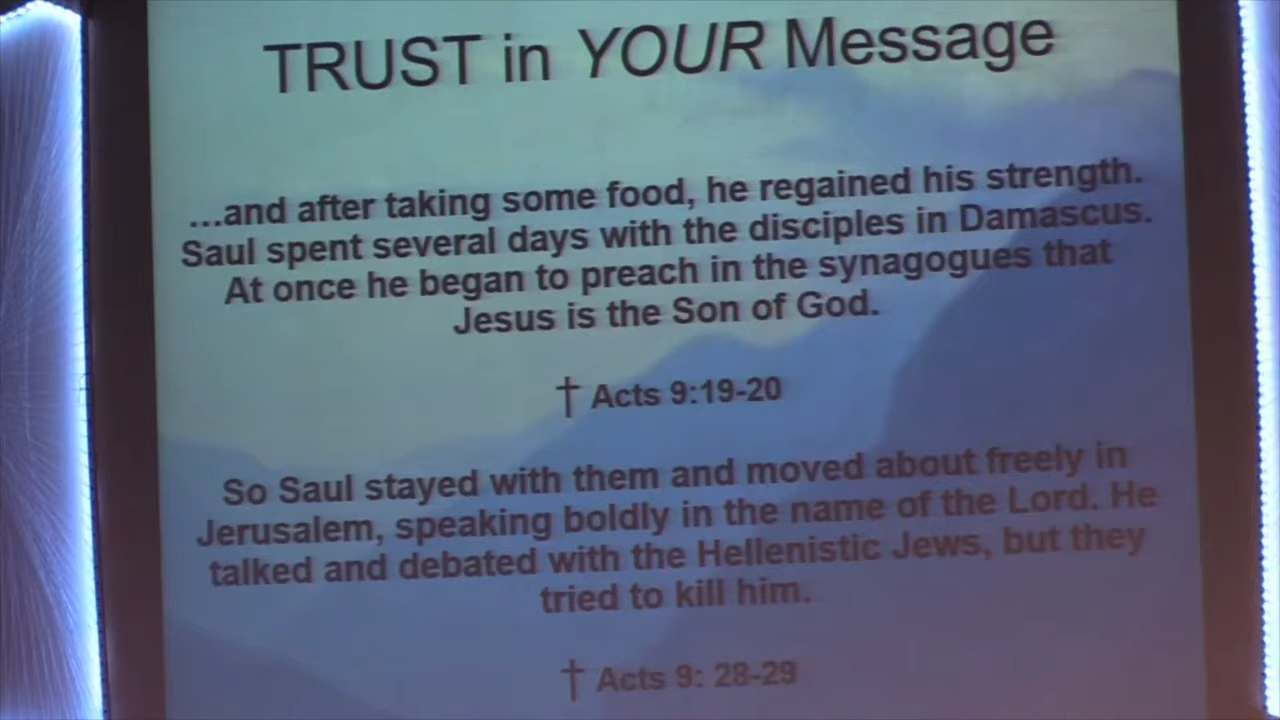 TRUST in YOUR Message
...and after taking some food, he regained his strength.
Saul spent several days with the disciples in Damascus.
At once he began to preach in the synagogues that
Jesus is the Son of God.
† Acts 9:19-20
So Saul stayed with them and moved about freely in
Jerusalem, speaking boldly in the name of the Lord. He
talked and debated with the Hellenistic Jews, but they
tried to kill him.
† Acts 9: 28-29